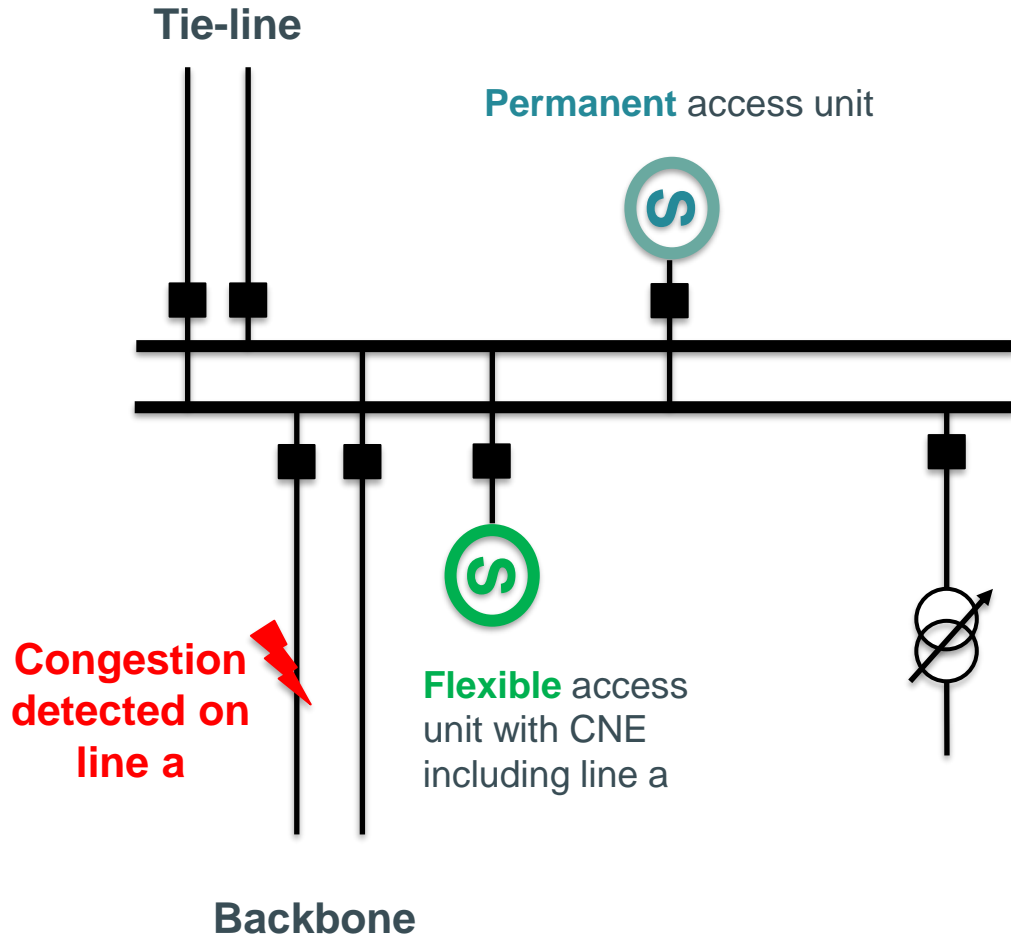 Tie-line
Permanent access unit
S
S
Congestion
detected on
line a
Flexible access
unit with CNE
including line a
Backbone